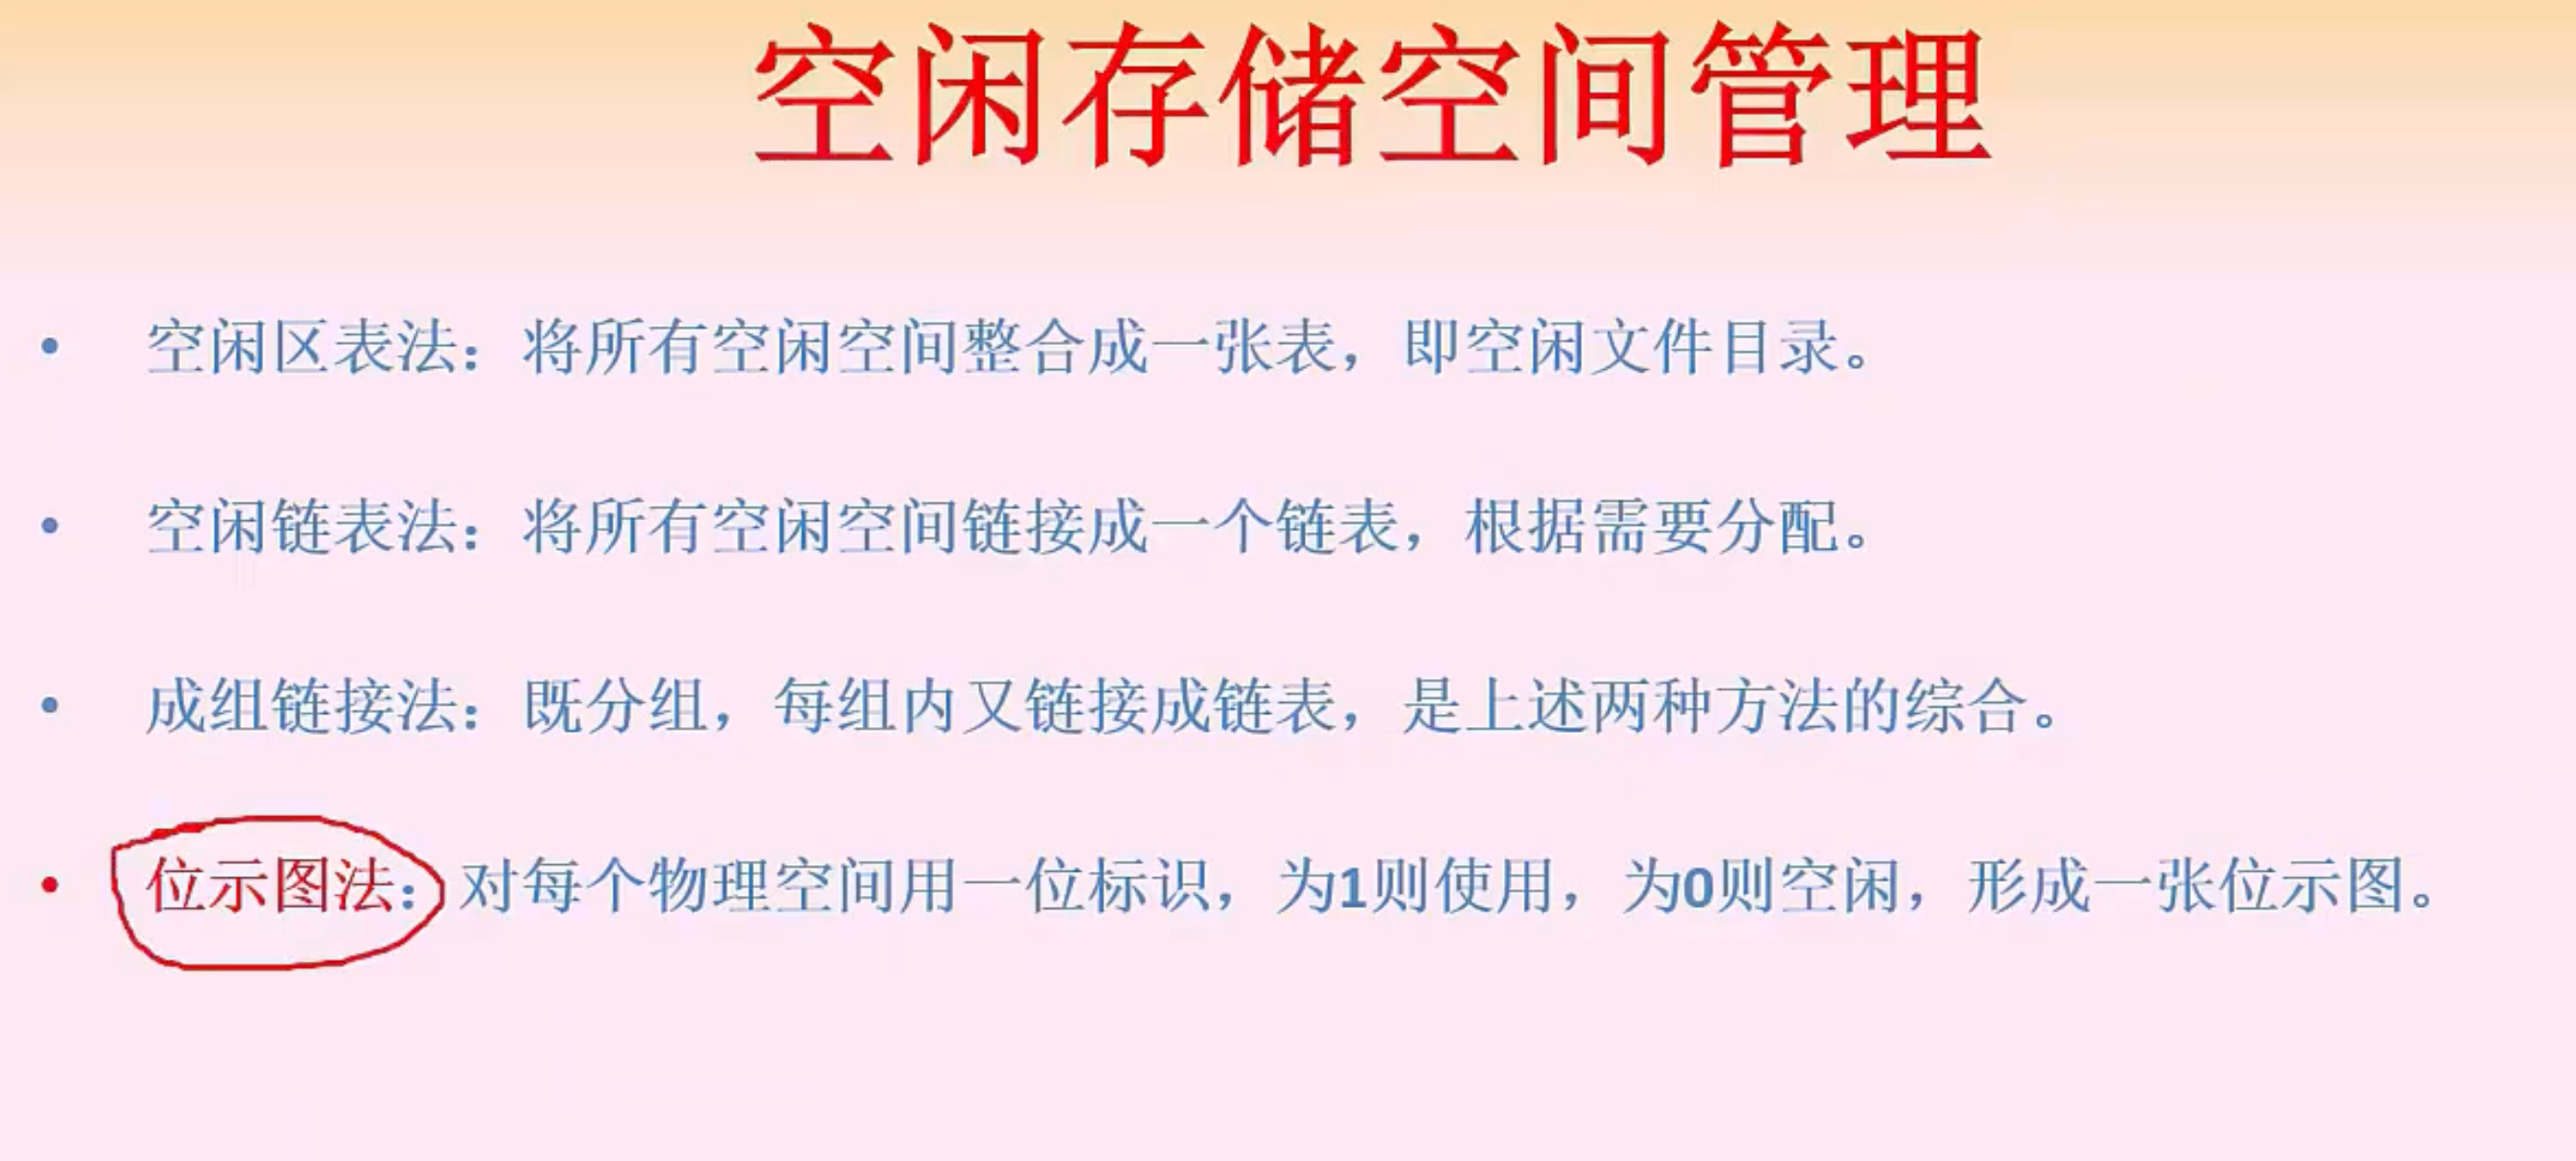 空闲存储空间管理
• 空闲区表法：将所有空闲空间整合成一张表，即空闲文件目录。
• 空闲链表法：将所有空闲空间链接成一个链表，根据需要分配。
• 成组链接法：既分组，每组内又链接成链表，是上述两种方法的综合。
• 位示图法：对每个物理空间用一位标识，为1则使用，为0则空闲，形成一张位示图。